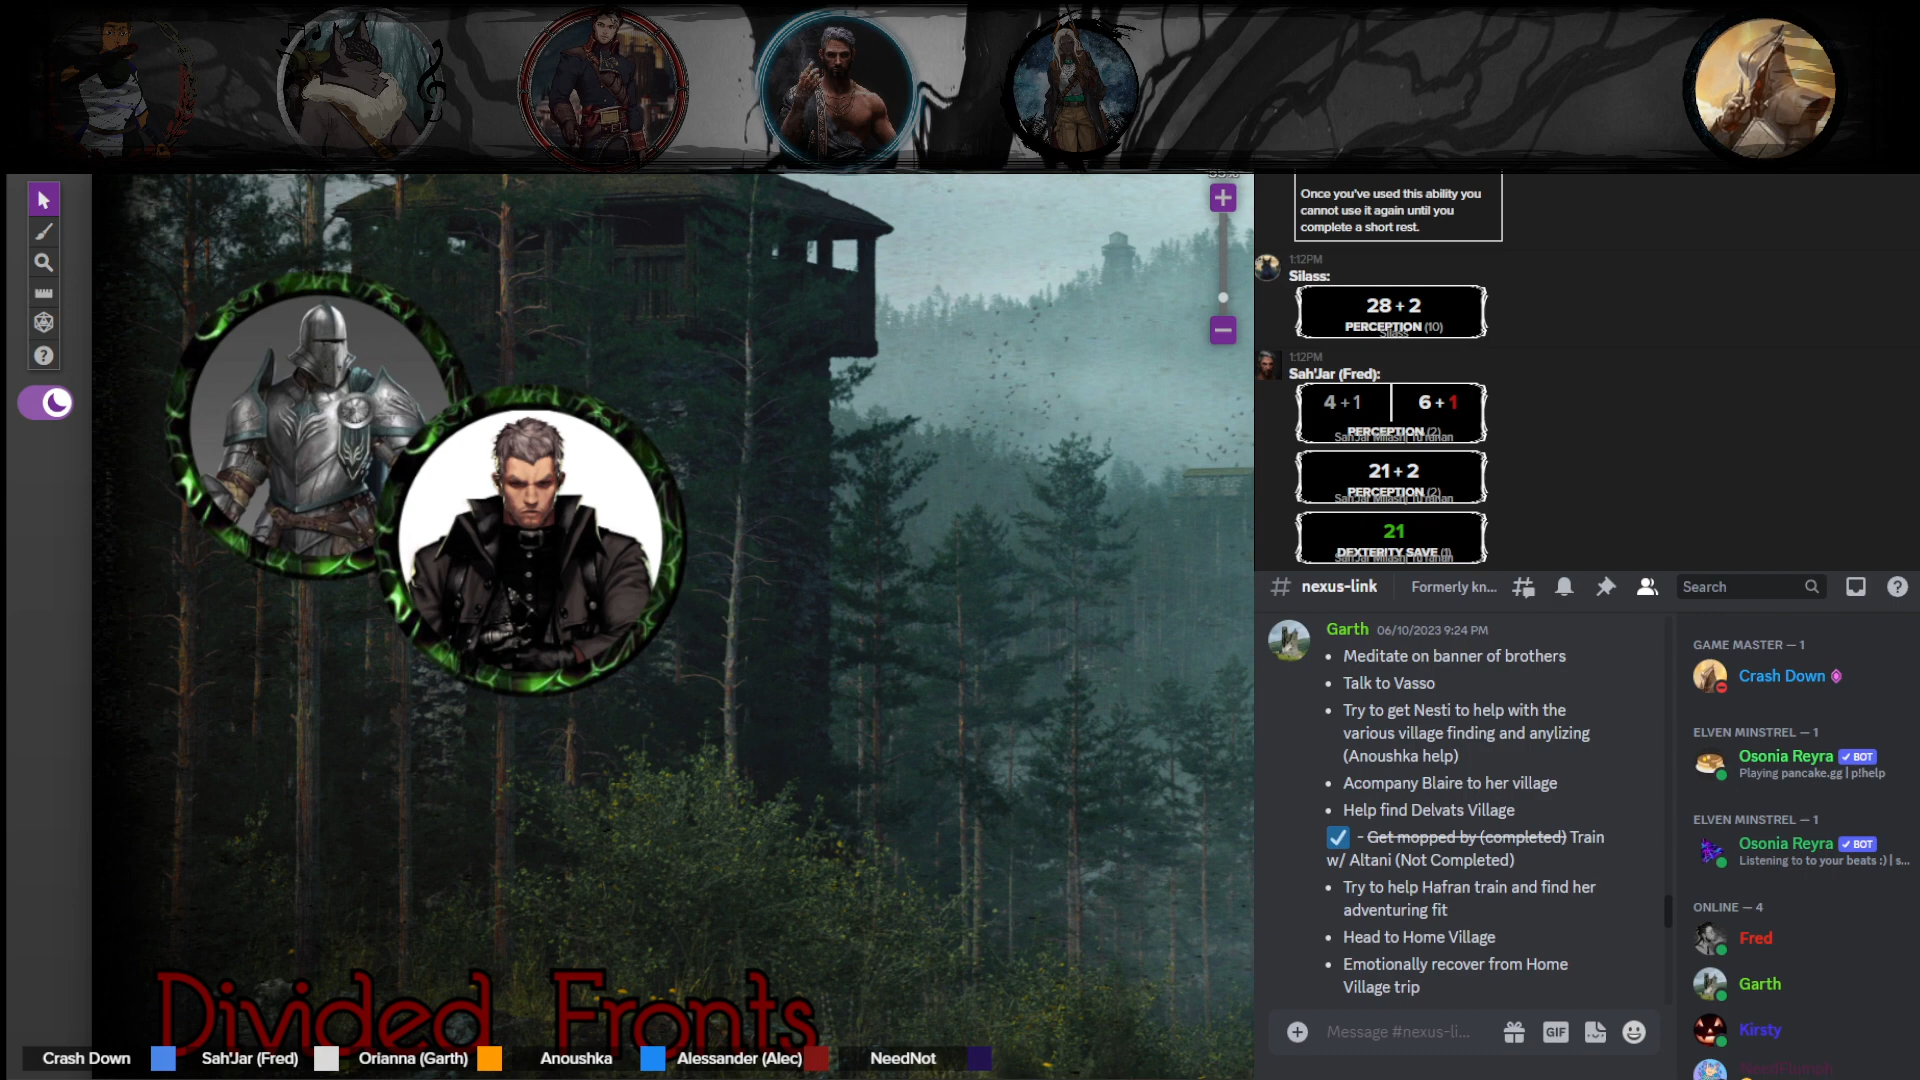 Once you've used this ability you
cannot use it again until you
complete a short rest.
1:12PM
Silass:
28 + 2
PERCEPTION (10)
Silass
1:12PM
Sah'Jar (Fred):
4 + 1
6 + 1
PERCEPTION (2)
21 + 2
PERCEPTION (2)
21
DEXTERITY SAVE (1)
nexus-link
Formerly kn...
Search
Garth 06/10/2023 9:24 PM
Meditate on banner of brothers
Talk to Vasso
Try to get Nesti to help with the
various village finding and anylizing
(Anoushka help)
Acompany Blaire to her village
Help find Delvats Village
- Get mopped by (completed) Train
w/ Altani (Not Completed)
Try to help Hafran train and find her
adventuring fit
Head to Home Village
Emotionally recover from Home
Village trip
Message #nexus-li...
GIF
GAME MASTER — 1
Crash Down
ELVEN MINSTREL — 1
Osonia Reyra BOT
Playing pancake.gg | p!help
ELVEN MINSTREL — 1
Osonia Reyra BOT
Listening to to your beats :) | s...
ONLINE — 4
Fred
Garth
Kirsty
Divided Fronts
Crash Down
Sah'Jar (Fred)
Orianna (Garth)
Anoushka
Alessander (Alec)
NeedNot